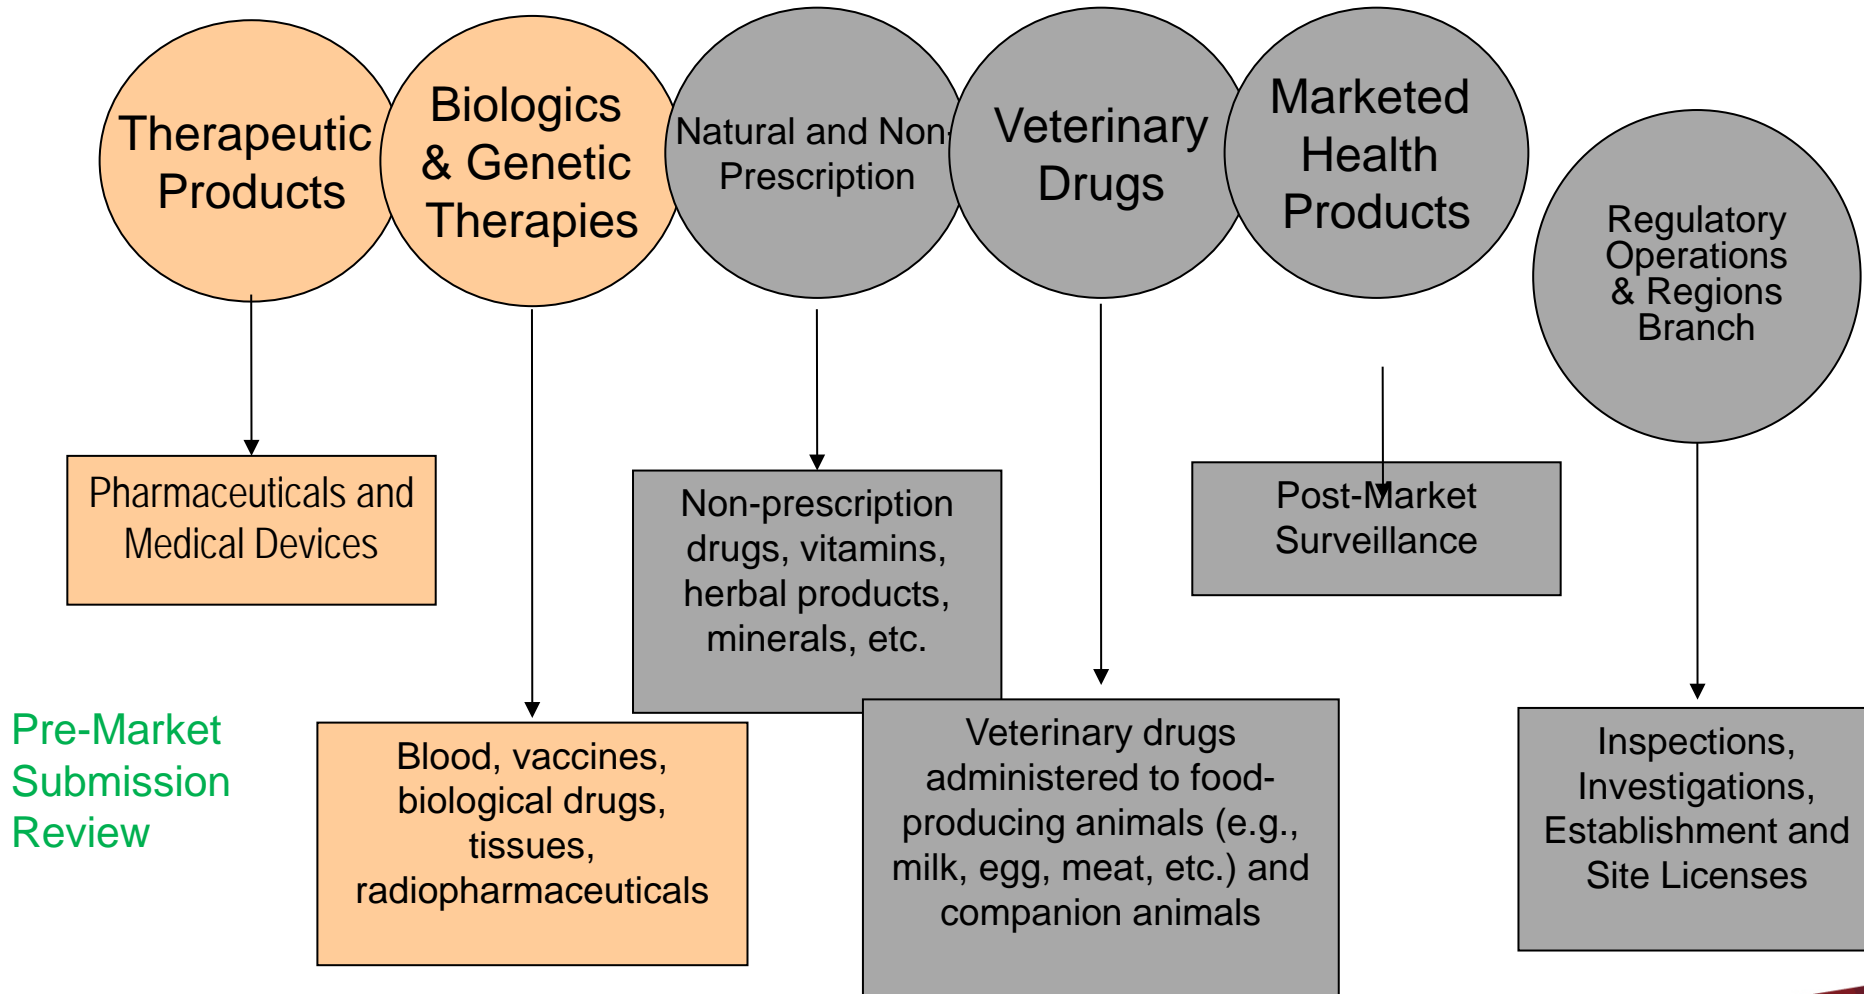 Therapeutic
Products
Biologics
& Genetic
Therapies
Natural and Non-
Prescription
Veterinary
Drugs
Marketed
Health
Products
Regulatory
Operations
& Regions
Branch
Pharmaceuticals and
Medical Devices
Non-prescription
drugs, vitamins,
herbal products,
minerals, etc.
Post-Market
Surveillance
Pre-Market
Submission
Review
Blood, vaccines,
biological drugs,
tissues,
radiopharmaceuticals
Veterinary drugs
administered to food-
producing animals (e.g.,
milk, egg, meat, etc.) and
companion animals
Inspections,
Investigations,
Establishment and
Site Licenses